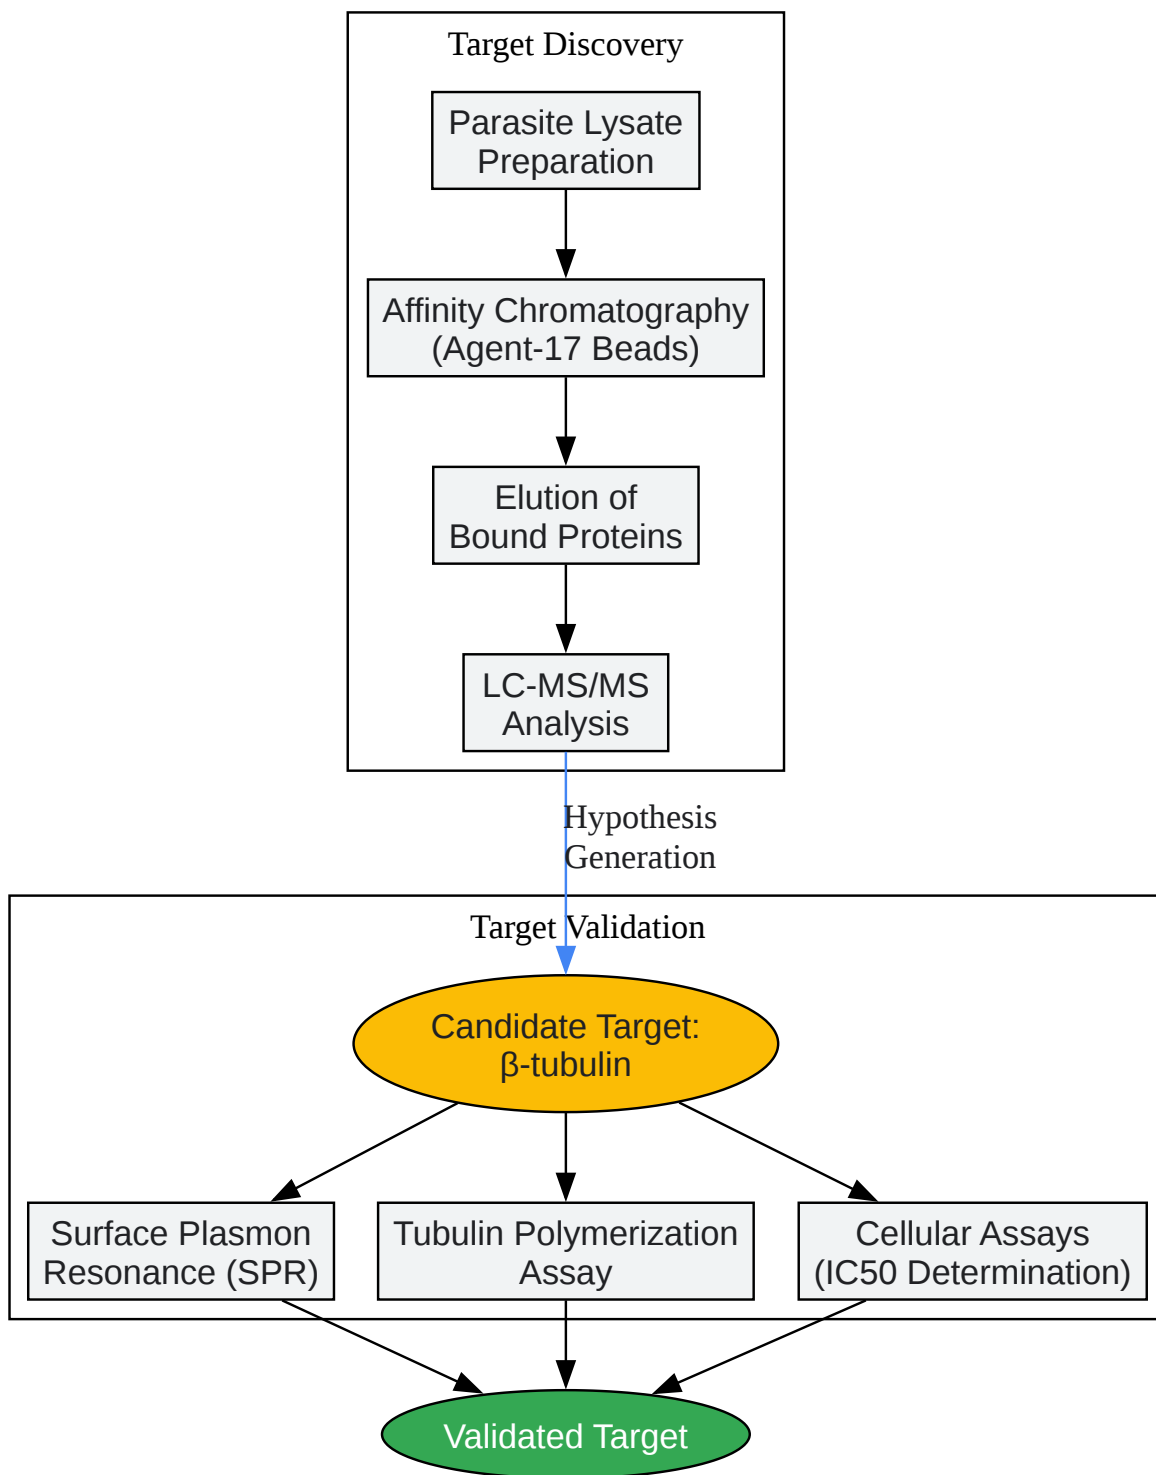 Target Discovery
Parasite Lysate
Preparation
Affinity Chromatography
(Agent-17 Beads)
Elution of
Bound Proteins
LC-MS/MS
Analysis
Hypothesis
Generation
Target Validation
Candidate Target:
β-tubulin
Surface Plasmon
Resonance (SPR)
Tubulin Polymerization
Assay
Cellular Assays
(IC50 Determination)
Validated Target